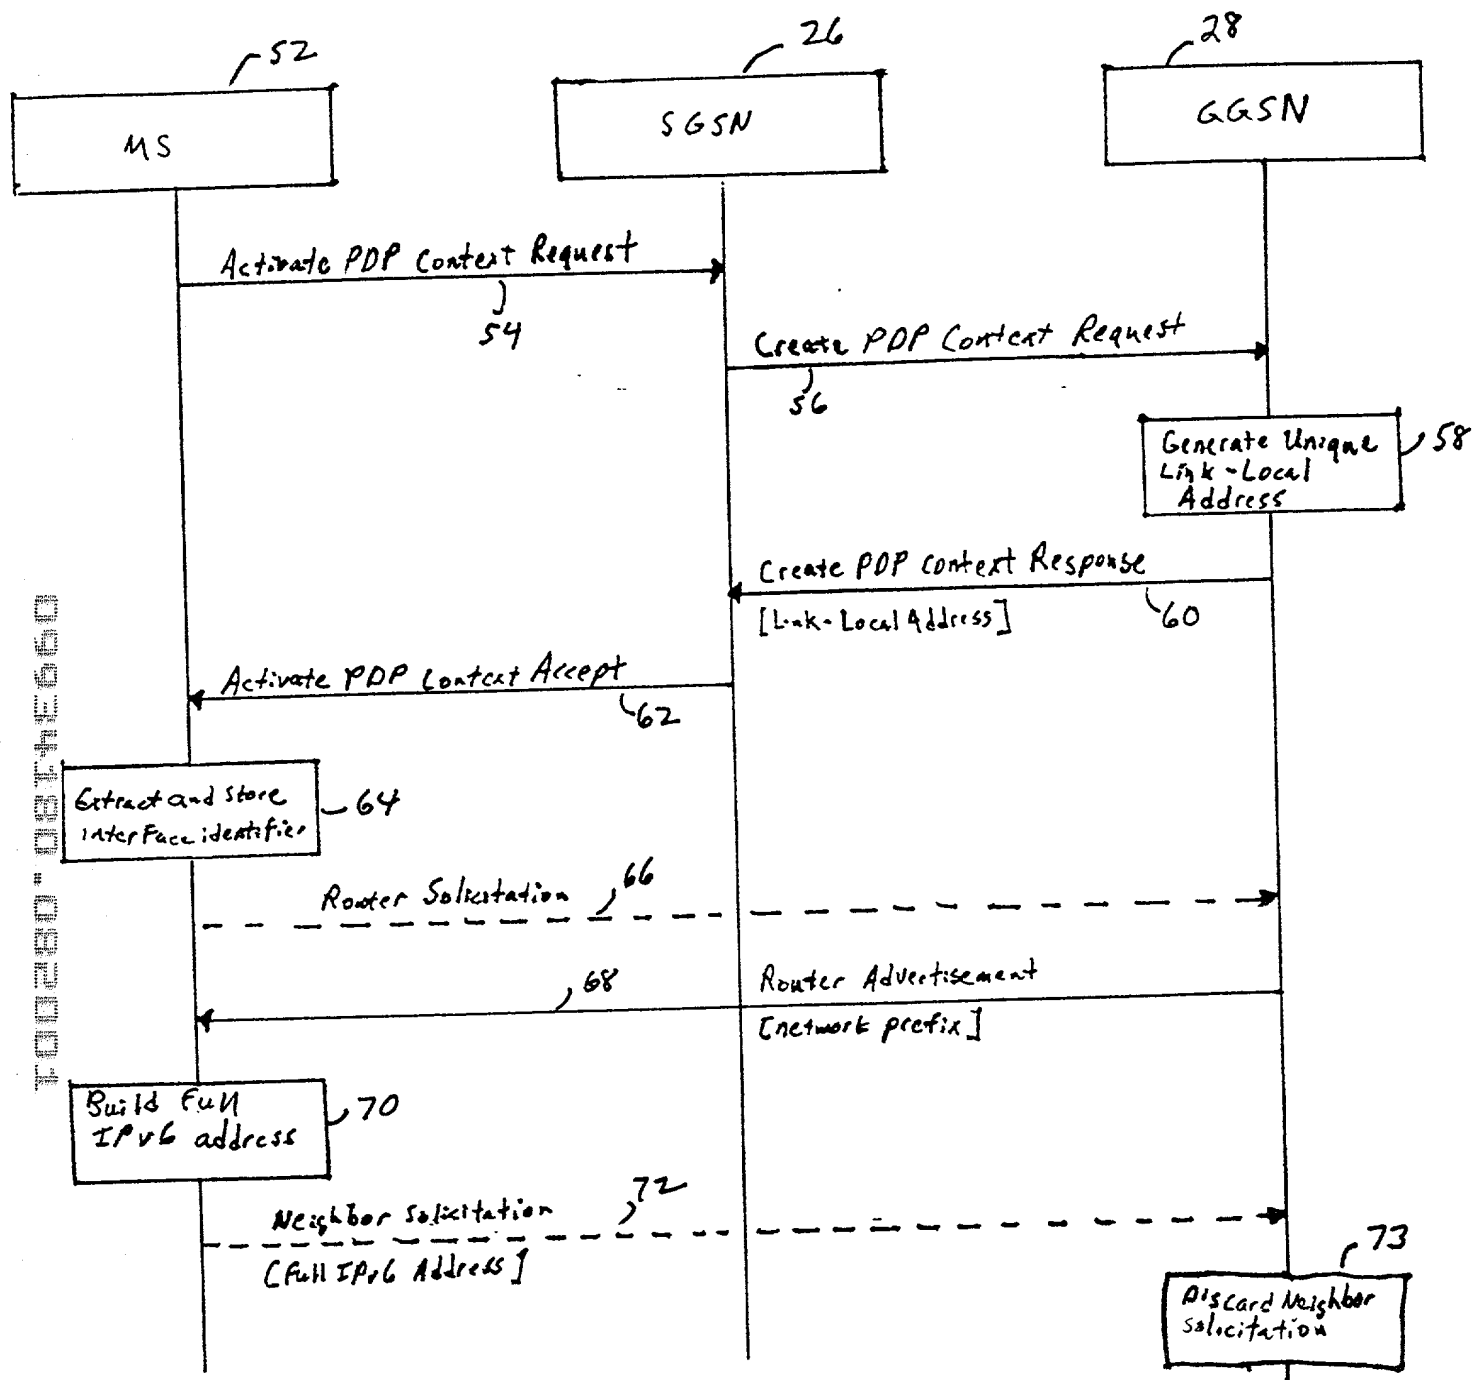 52
26
28
MS
SGSN
GGSN
Activate PDP Context Request
54
Create PDP Context Request
56
Generate Unique
Link-Local
Address
58
Create PDP Context Response
[Link-Local Address]
60
Activate PDP Context Accept
62
Extract and Store
interface identifier
64
Router Solicitation
66
68
Router Advertisement
[network prefix]
Build Full
IPv6 address
70
Neighbor Solicitation
72
[Full IPv6 Address]
73
Discard Neighbor
Solicitation